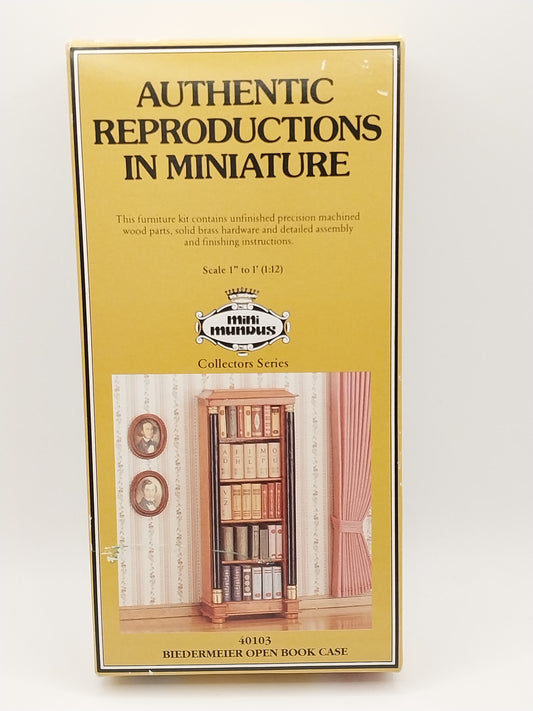 AUTHENTIC
REPRODUCTIONS
IN MINIATURE
This furniture kit contains unfinished precision machined
wood parts, solid brass hardware and detailed assembly
and finishing instructions.
Scale 1" to 1' (1:12)
mini
mundus
Collectors Series
40103
BIEDERMEIER OPEN BOOK CASE